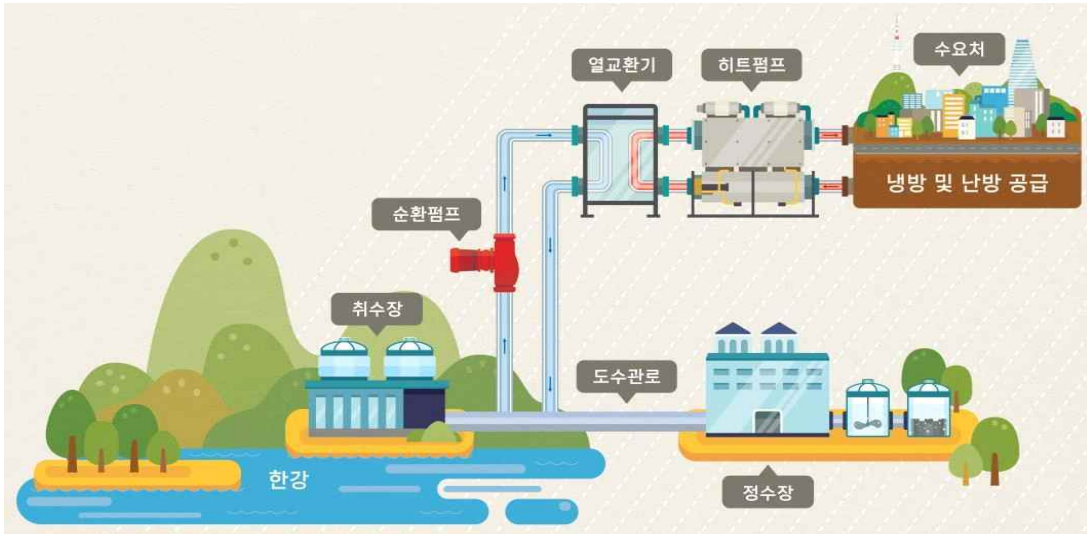 수요처
열교환기
히트펌프
냉방 및 난방 공급
순환펌프
취수장
도수관로
한강
정수장